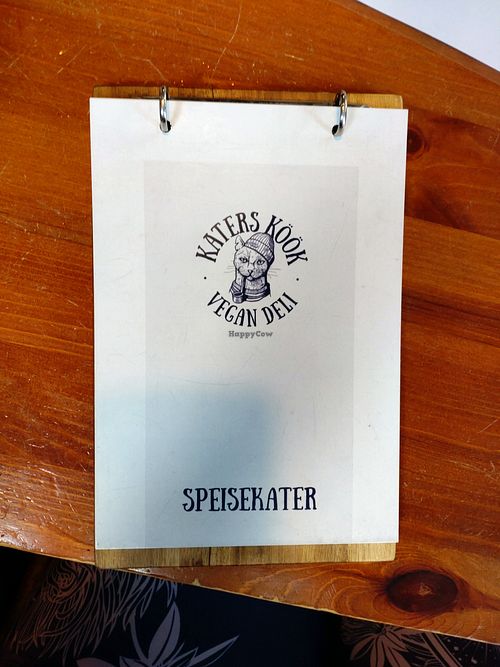 KATERS KÖÖK
VEGAN DELI
HappyCow
SPEISEKATER